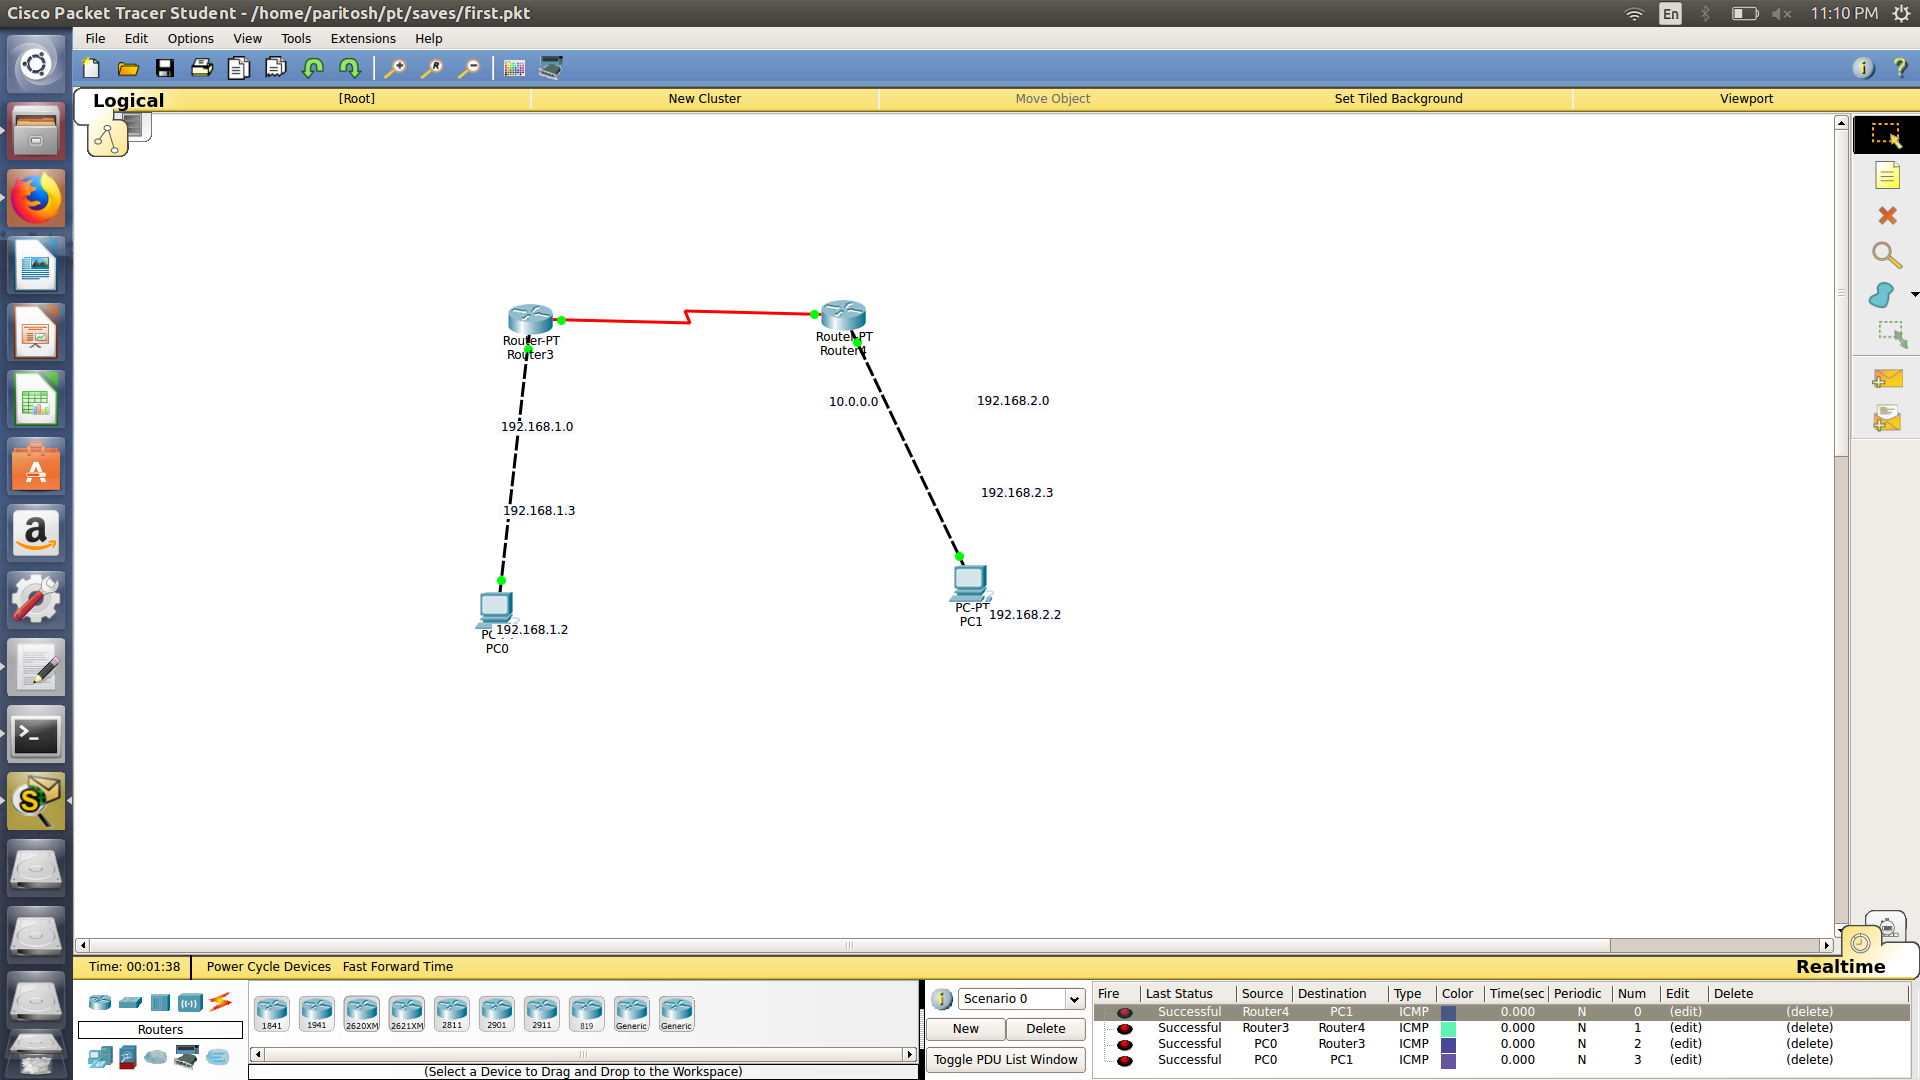 Cisco Packet Tracer Student - /home/paritosh/pt/saves/first.pkt
En
11:10 PM
File Edit Options View Tools Extensions Help
Logical [Root] New Cluster Move Object Set Tiled Background Viewport
Router-PT
Router3
Router-PT
Router4
10.0.0.0
192.168.2.0
192.168.1.0
192.168.2.3
192.168.1.3
PC-PT
PC1
192.168.2.2
192.168.1.2
PC0
Time: 00:01:38 Power Cycle Devices Fast Forward Time
Realtime
Routers
1841 1941 2620XM 2621XM 2811 2901 2911 819 Generic Generic
(Select a Device to Drag and Drop to the Workspace)
Scenario 0
New Delete
Toggle PDU List Window
Fire Last Status Source Destination Type Color Time(sec Periodic Num Edit Delete
Successful Router4 PC1 ICMP 0.000 N 0 (edit) (delete)
Successful Router3 Router4 ICMP 0.000 N 1 (edit) (delete)
Successful PC0 Router3 ICMP 0.000 N 2 (edit) (delete)
Successful PC0 PC1 ICMP 0.000 N 3 (edit) (delete)